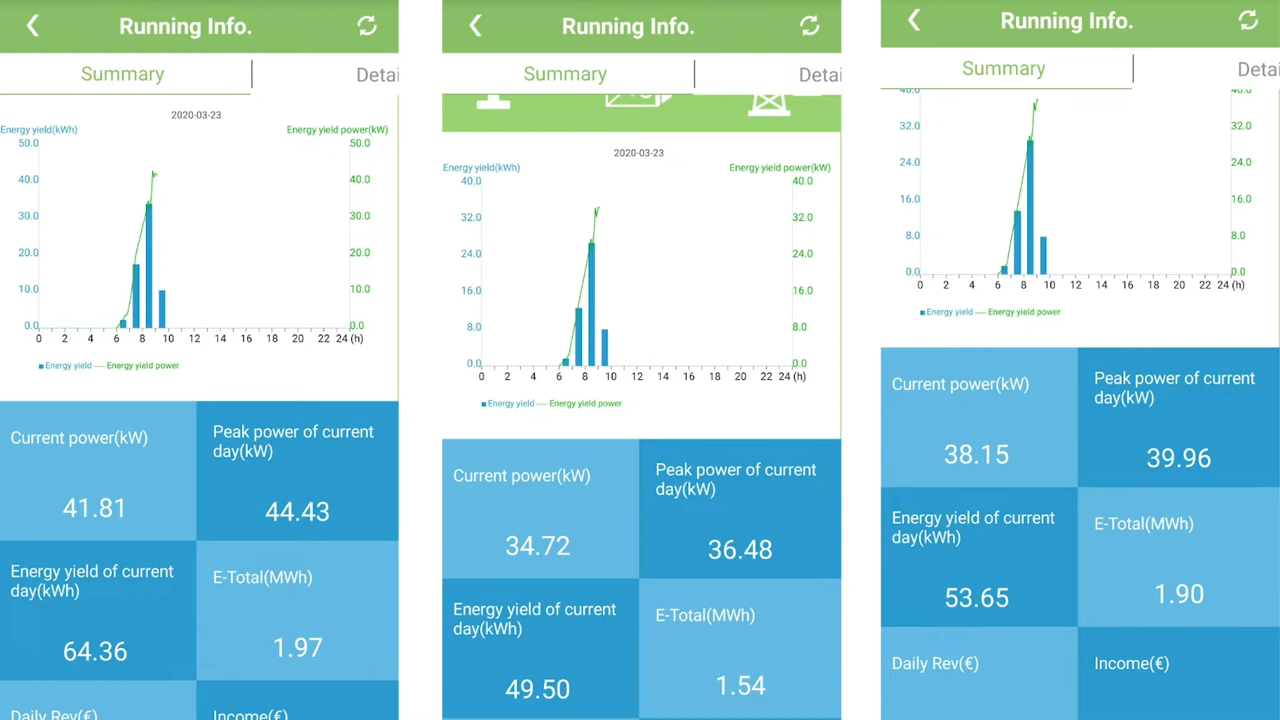 Running Info.
Summary
Detai
2020-03-23
Energy yield(kWh)
Energy yield power(kW)
50.0
50.0
40.0
40.0
30.0
30.0
20.0
20.0
10.0
10.0
0.0
0.0
0 2 4 6 8 10 12 14 16 18 20 22 24 (h)
Energy yield
Energy yield power
Current power(kW)
41.81
Peak power of current
day(kW)
44.43
Energy yield of current
day(kWh)
64.36
E-Total(MWh)
1.97
Daily Rev(€)
Income(€)
Running Info.
Summary
Detai
2020-03-23
Energy yield(kWh)
Energy yield power(kW)
40.0
40.0
32.0
32.0
24.0
24.0
16.0
16.0
8.0
8.0
0.0
0.0
0 2 4 6 8 10 12 14 16 18 20 22 24 (h)
Energy yield
Energy yield power
Current power(kW)
34.72
Peak power of current
day(kW)
36.48
Energy yield of current
day(kWh)
49.50
E-Total(MWh)
1.54
Running Info.
Summary
Detai
40.0
40.0
32.0
32.0
24.0
24.0
16.0
16.0
8.0
8.0
0.0
0.0
0 2 4 6 8 10 12 14 16 18 20 22 24 (h)
Energy yield
Energy yield power
Current power(kW)
38.15
Peak power of current
day(kW)
39.96
Energy yield of current
day(kWh)
53.65
E-Total(MWh)
1.90
Daily Rev(€)
Income(€)